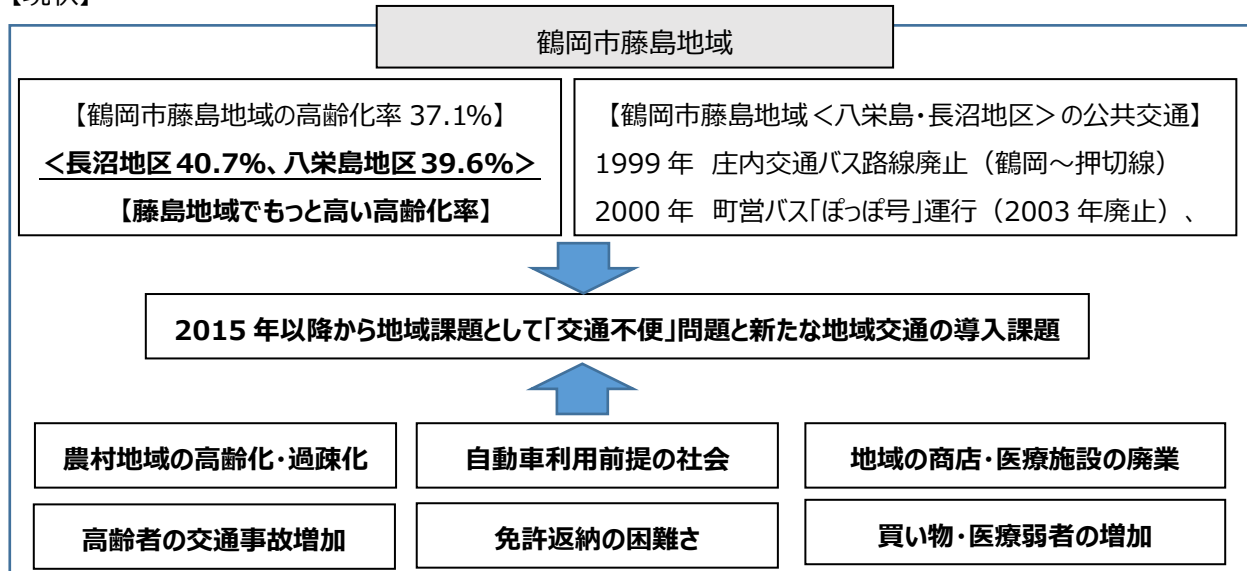 【現状】
鶴岡市藤島地域
【鶴岡市藤島地域の高齢化率 37.1%】
<長沼地区 40.7%、八栄島地区 39.6%>
【藤島地域でもっと高い高齢化率】
【鶴岡市藤島地域<八栄島・長沼地区>の公共交通】
1999 年 庄内交通バス路線廃止（鶴岡～押切線）
2000 年 町営バス「ぽっぽ号」運行（2003 年廃止）、
2015 年以降から地域課題として「交通不便」問題と新たな地域交通の導入課題
農村地域の高齢化・過疎化
自動車利用前提の社会
地域の商店・医療施設の廃業
高齢者の交通事故増加
免許返納の困難さ
買い物・医療弱者の増加